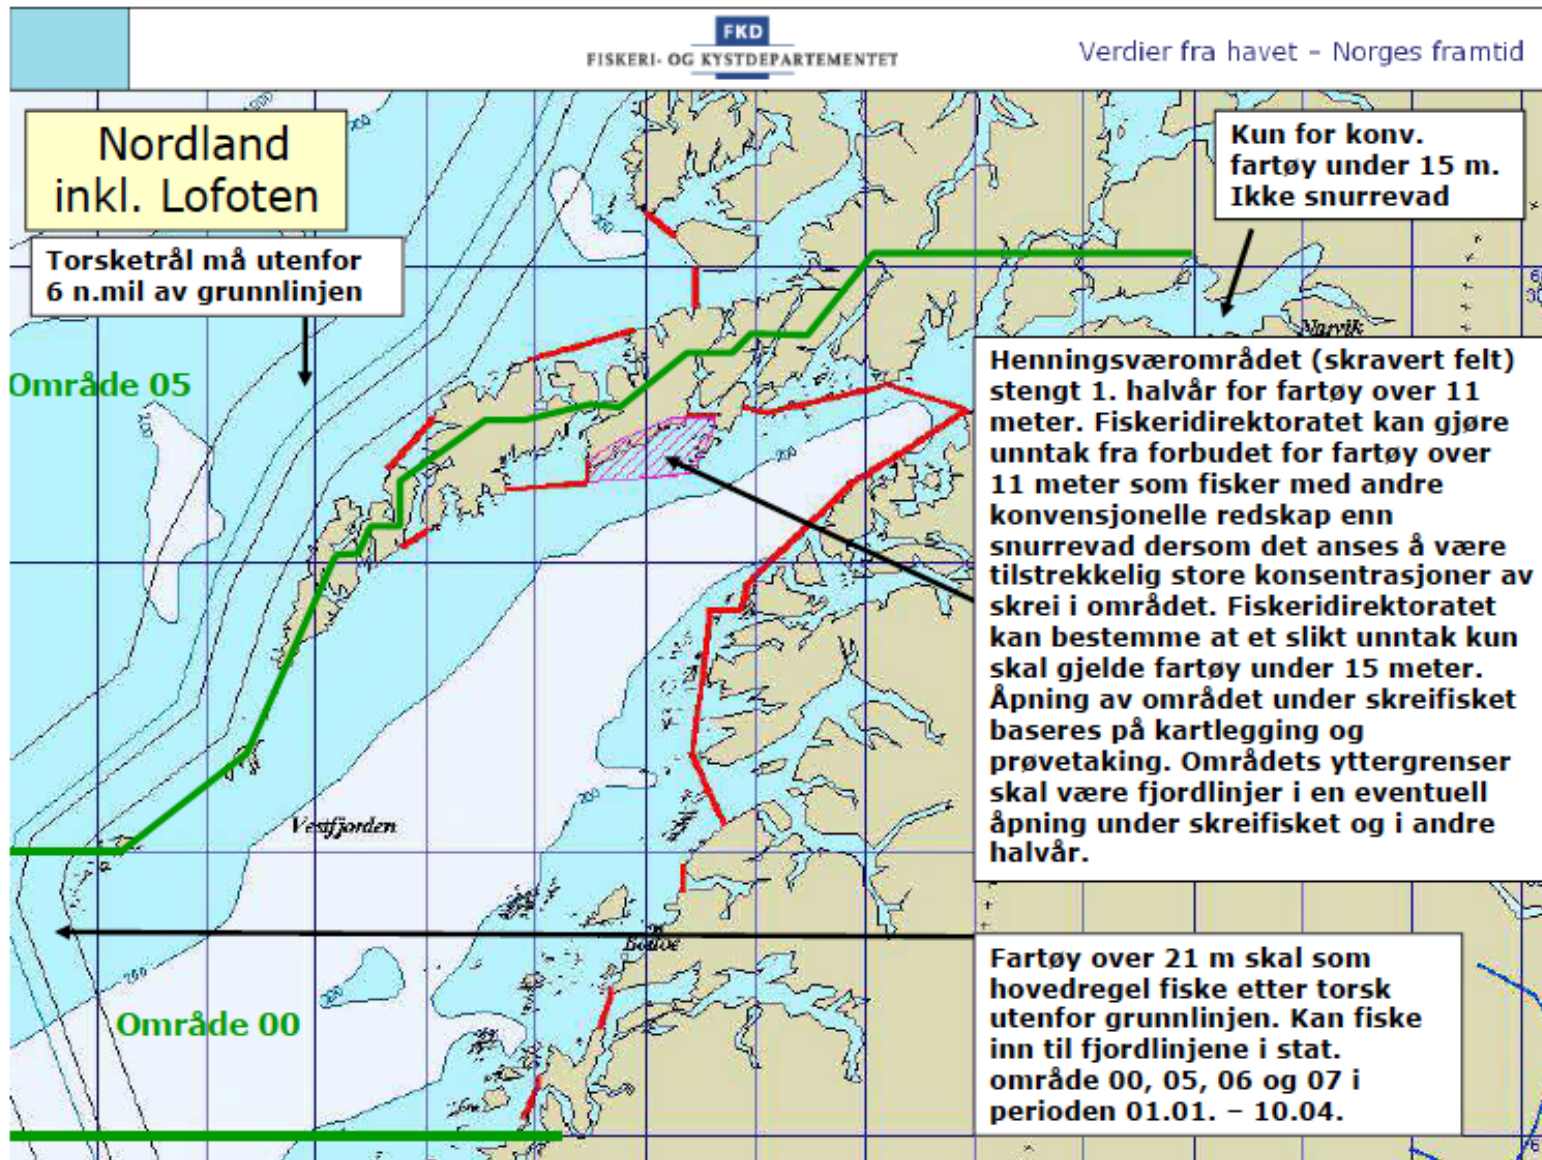 FKD
FISKERI- OG KYSTDEPARTEMENTET
Verdier fra havet – Norges framtid
Nordland
inkl. Lofoten
Torsketrål må utenfor
6 n.mil av grunnlinjen
Kun for konv.
fartøy under 15 m.
Ikke snurrevad
Narvik
Område 05
Henningsværområdet (skravert felt)
stengt 1. halvår for fartøy over 11
meter. Fiskeridirektoratet kan gjøre
unntak fra forbudet for fartøy over
11 meter som fisker med andre
konvensjonelle redskap enn
snurrevad dersom det anses å være
tilstrekkelig store konsentrasjoner av
skrei i området. Fiskeridirektoratet
kan bestemme at et slikt unntak kun
skal gjelde fartøy under 15 meter.
Åpning av området under skreifisket
baseres på kartlegging og
prøvetaking. Områdets yttergrenser
skal være fjordlinjer i en eventuell
åpning under skreifisket og i andre
halvår.
200
200
200
Vestfjorden
Bodøe
200
200
Område 00
Fartøy over 21 m skal som
hovedregel fiske etter torsk
utenfor grunnlinjen. Kan fiske
inn til fjordlinjene i stat.
område 00, 05, 06 og 07 i
perioden 01.01. – 10.04.